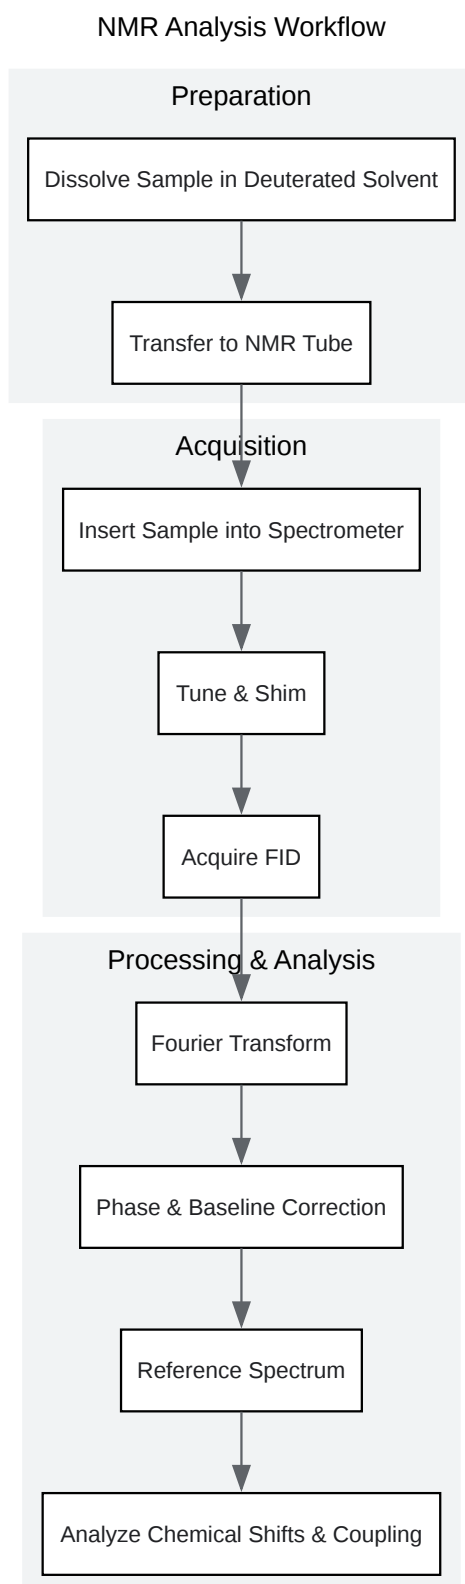 NMR Analysis Workflow
Preparation
Dissolve Sample in Deuterated Solvent
Transfer to NMR Tube
Acquisition
Insert Sample into Spectrometer
Tune & Shim
Acquire FID
Processing & Analysis
Fourier Transform
Phase & Baseline Correction
Reference Spectrum
Analyze Chemical Shifts & Coupling